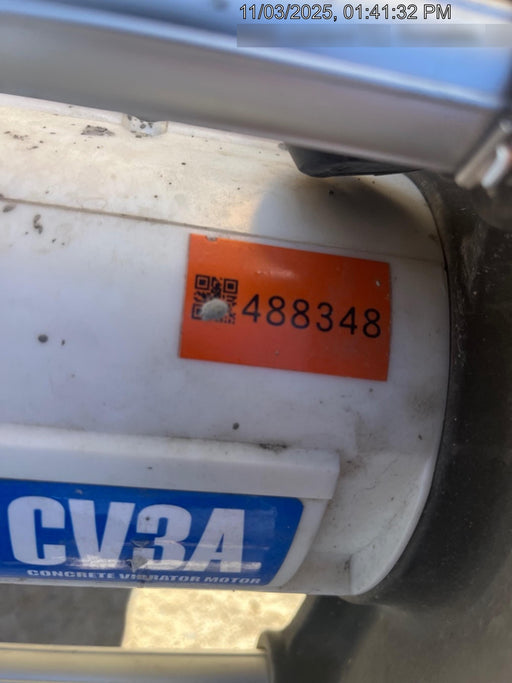 11/03/2025, 01:41:32 PM
488348
CV3A
CONCRETE VIBRATOR MOTOR